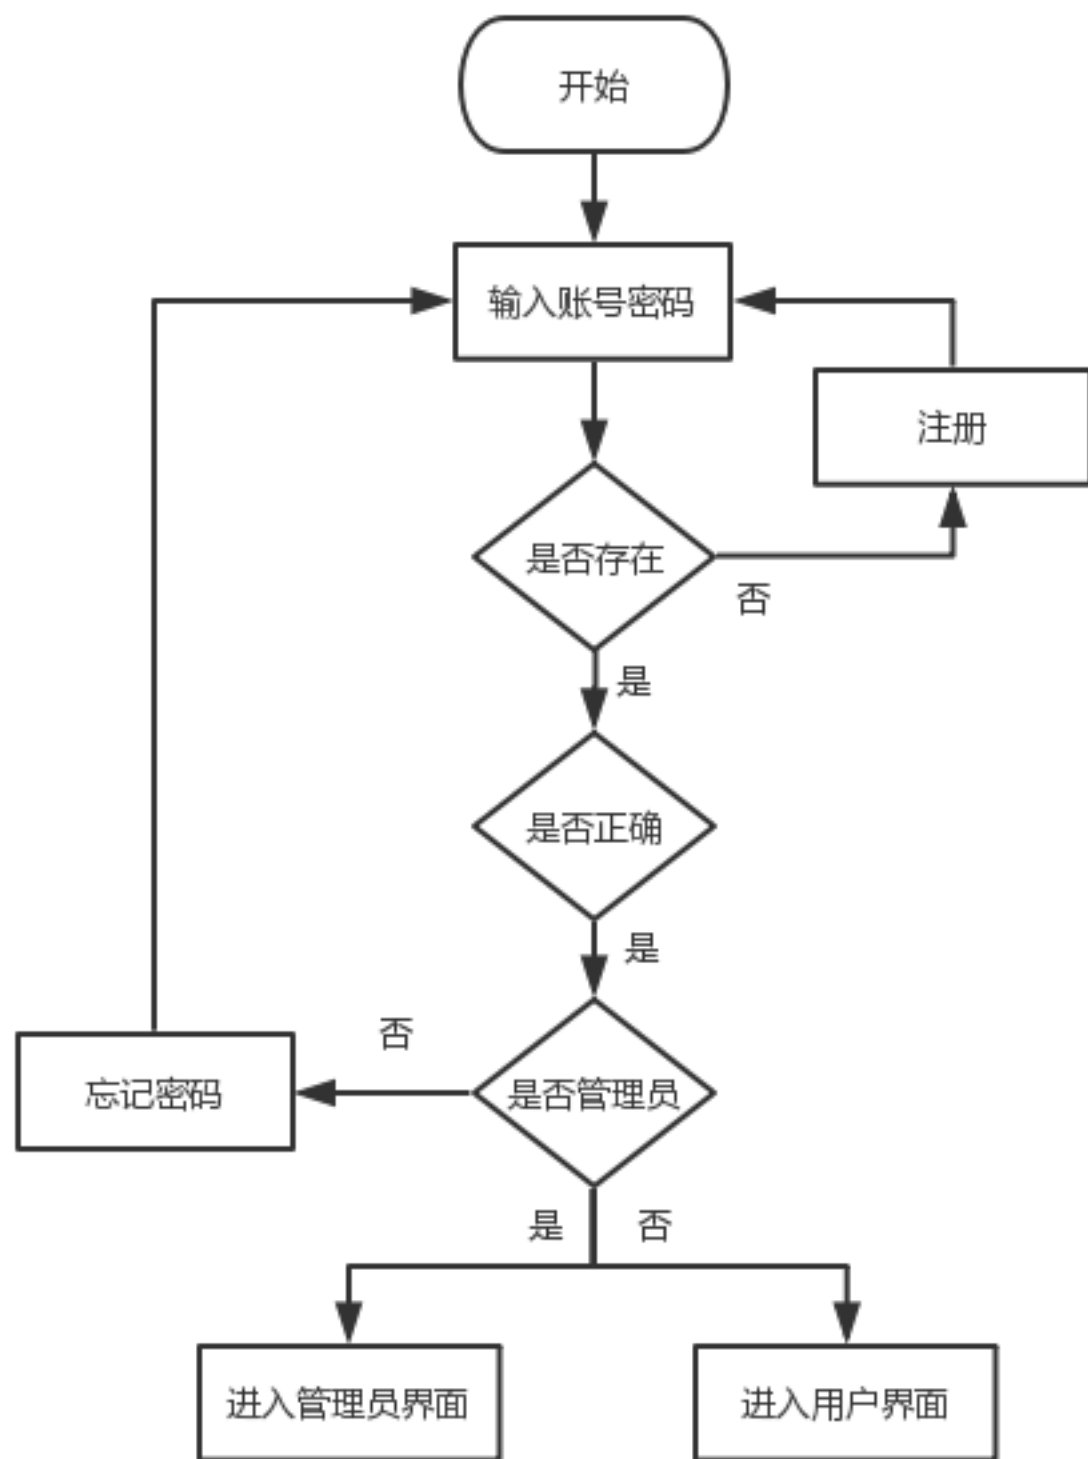 开始
输入账号密码
注册
是否存在
否
是
是否正确
是
否
忘记密码
是否管理员
是
否
进入管理员界面
进入用户界面